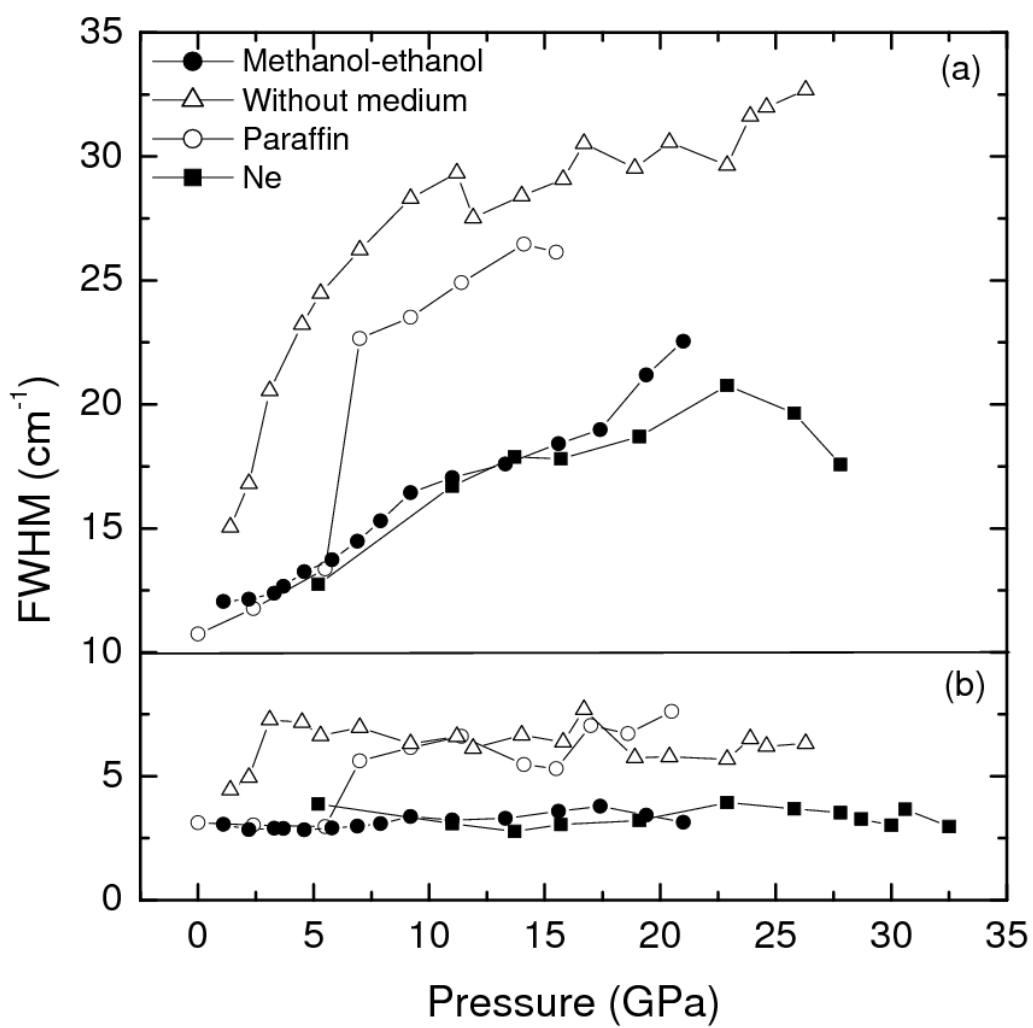 35
30
25
20
15
10
5
0
FWHM (cm⁻¹)
Methanol-ethanol
Without medium
Paraffin
Ne
(a)
(b)
0 5 10 15 20 25 30 35
Pressure (GPa)